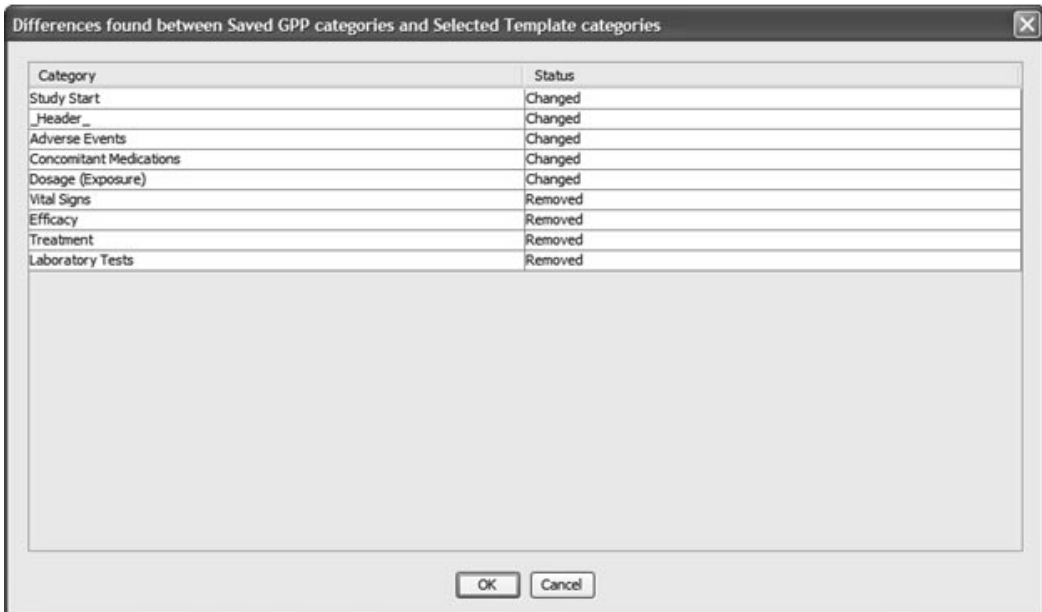 Differences found between Saved GPP categories and Selected Template categories
Category Status
Study Start Changed
_Header_ Changed
Adverse Events Changed
Concomitant Medications Changed
Dosage (Exposure) Changed
Vital Signs Removed
Efficacy Removed
Treatment Removed
Laboratory Tests Removed
OK Cancel